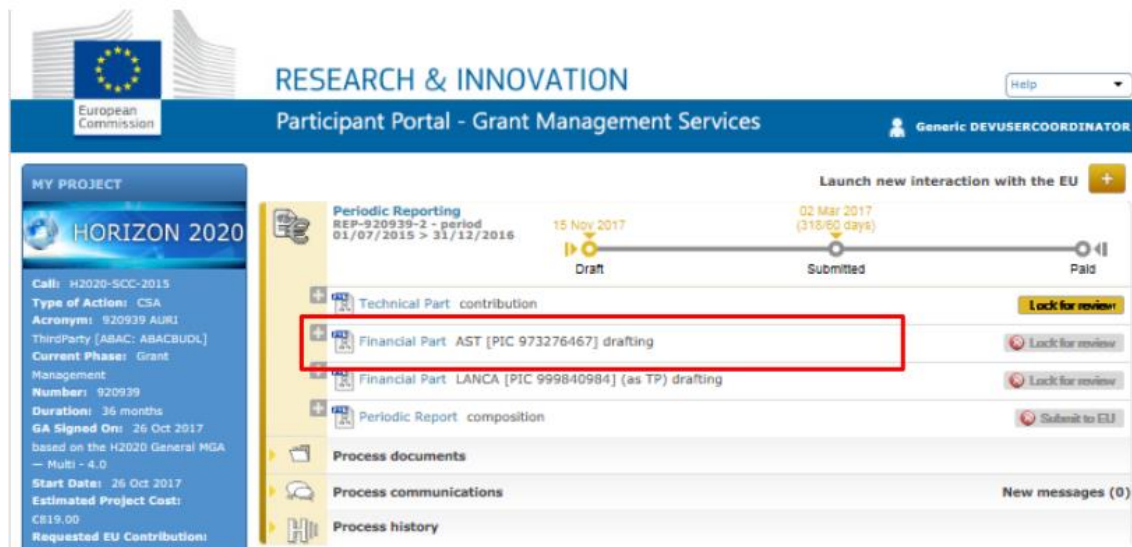 European
Commission
RESEARCH & INNOVATION
Help
Participant Portal - Grant Management Services
Generic DEVUSERCOORDINATOR
MY PROJECT
HORIZON 2020
Call: H2020-SCC-2015
Type of Action: CSA
Acronym: 920939 AURI
ThirdParty [ABAC: ABACBUDL]
Current Phase: Grant
Management
Number: 920939
Duration: 36 months
GA Signed On: 26 Oct 2017
based on the H2020 General MGA
— Multi - 4.0
Start Date: 26 Oct 2017
Estimated Project Cost:
€819.00
Requested EU Contribution:
Launch new interaction with the EU +
Periodic Reporting
REP-920939-2 - period
01/07/2015 > 31/12/2016
15 Nov 2017
02 Mar 2017
(318/60 days)
Draft
Submitted
Paid
Technical Part contribution
Lock for review
Financial Part AST [PIC 973276467] drafting
Lock for review
Financial Part LANCA [PIC 999840984] (as TP) drafting
Lock for review
Periodic Report composition
Submit to EU
Process documents
Process communications
New messages (0)
Process history